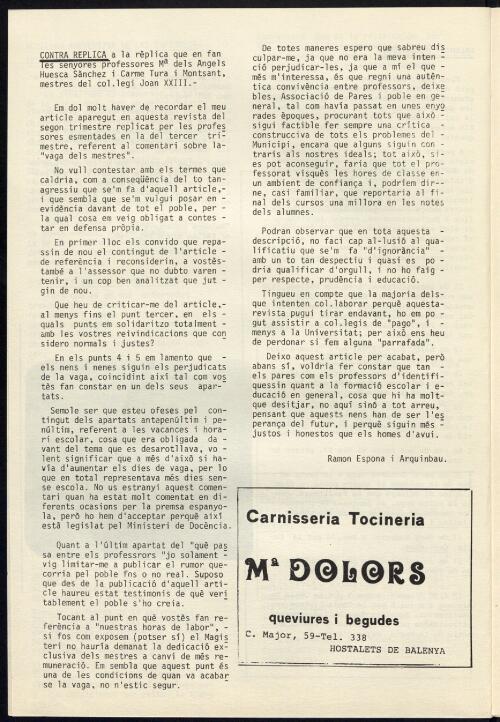 CONTRA REPLICA a la rèplica que en fan
les senyores professores Mª dels Angels
Huesca Sánchez i Carme Tura i Montsant,
mestres del col.legi Joan XXIII.-
Em dol molt haver de recordar el meu
article aparegut en aquesta revista del
segon trimestre replicat per les profes
sores esmentades en la del tercer tri-
mestre, referent al comentari sobre la-
"vaga dels mestres".
No vull contestar amb els termes que
caldria, com a conseqüència del to tan-
agressiu que se'm fa d'aquell article,-
i que sembla que se'm vulgui posar en -
evidència davant de tot el poble, per -
la qual cosa em veig obligat a contes -
tar en defensa pròpia.
En primer lloc els convido que repa-
ssin de nou el contingut de l'article -
de referència i reconsiderin, a vostès-
també a l'assessor que no dubto varen -
tenir, i un cop ben analitzat que jut -
gin de nou.
Que heu de criticar-me del article,-
al menys fins el punt tercer, en els -
quals punts em solidaritzo totalment -
amb les vostres reivindicacions que con
sidero normals i justes?
En els punts 4 i 5 em lamento que -
els nens i nenes siguin els perjudicats
de la vaga, coincidint així tal com vos
tès fan constar en un dels seus apar-
tats.
Semole ser que esteu ofeses pel con-
tingut dels apartats antapenúltim i pe-
núltim, referent a les vacances i hora-
ri escolar, cosa que era obligada da -
vant del tema que es desarotllava, vo -
lent significar que a més d'això si ha-
via d'aumentar els dies de vaga, per lo
que en total representava més dies sen-
se escola. No us estranyi aquest comen-
tari quan ha estat molt comentat en di-
ferents ocasions per la premsa espanyo-
la, però ho hem d'acceptar perquè així
està legislat pel Ministeri de Docència.
Quant a l'últim apartat del "què pas
sa entre els professrors "jo solament -
vig limitar-me a publicar el rumor que-
corria pel poble fos o no real. Suposo
que des de la publicació d'aquell arti-
cle haureu estat testimonis de què veri
tablement el poble s'ho creia.
Tocant al punt en què vostès fan re-
ferència a "nuestras horas de labor", -
si fos com exposem (potser sí) el Magis
teri no hauria demanat la dedicació ex-
clusiva dels mestres a canvi de més re-
muneració. Em sembla que aquest punt és
una de les condicions de quan va acabar
se la vaga, no n'estic segur.
De totes maneres espero que sabreu dis
culpar-me, ja que no era la meva inten -
ció perjudicar-les, ja que a mi el que -
més m'interessa, és que regni una autèn-
tica convivència entre professors, deixe
bles, Associació de Pares i poble en ge-
neral, tal com havia passat en unes enyo
rades èpoques, procurant tots que això -
sigui factible fer sempre una crítica -
construcciva de tots els problemes del -
Municipi, encara que alguns siguin con -
traris als nostres ideals; tot això, si-
es pot aconseguir, faria que tot el pro-
fessorat visqués les hores de classe en-
un ambient de confiança i, podriem dir--
ne, casi familiar, que reportaria al fi-
nal dels cursos una millora en les notes
dels alumnes.
Podran observar que en tota aquesta -
descripció, no faci cap al-lusió al qua-
lificatiu que se'm fa "d'ignorància" -
amb un to tan despectiu i quasi es po -
dria qualificar d'orgull, i no ho faig -
per respecte, prudència i educació.
Tingueu en compte que la majoria dels-
que intenten col.laborar perquè aquesta-
revista pugui tirar endavant, ho em po -
gut assistir a col.legis de "pago", i -
menys a la Universitat; per això ens heu
de perdonar si fem alguna "parrafada".
Deixo aquest article per acabat, però
abans sí, voldria fer constar que tan -
els pares com els professors d'identifi-
quessin quant a la formació escolar i e-
ducació en general, cosa que hi ha molt-
que desitjar, no aquí sinó a tot arreu,
pensant que aquests nens han de ser l'es
perança del futur, i perquè siguin més -
justos i honestos que els homes d'avui.
Ramon Espona i Arquinbau.
Carnisseria Tocineria
Mª DOLORS
queviures i begudes
C. Major, 59-Tel. 338
HOSTALETS DE BALENYA